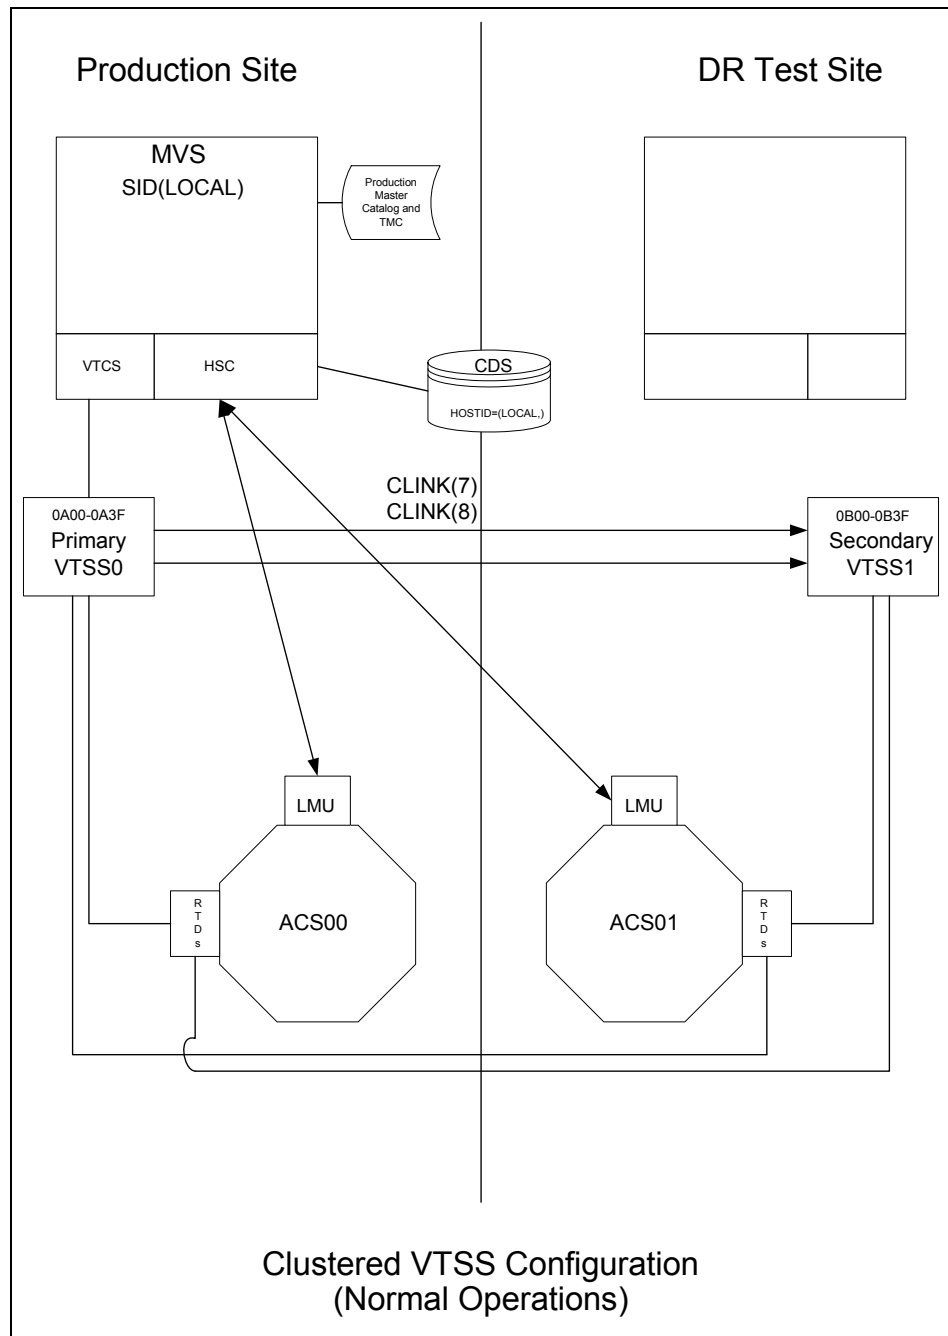 Production Site
DR Test Site
MVS
SID(LOCAL)
Production
Master
Catalog and
TMC
VTCS
HSC
CDS
HOSTID=(LOCAL,)
CLINK(7)
CLINK(8)
0A00-0A3F
Primary
VTSS0
0B00-0B3F
Secondary
VTSS1
LMU
LMU
R
T
D
s
ACS00
ACS01
R
T
D
s
Clustered VTSS Configuration
(Normal Operations)